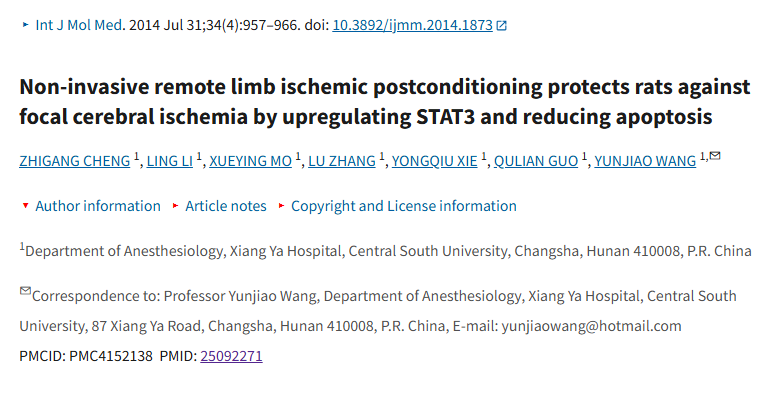 Int J Mol Med. 2014 Jul 31;34(4):957–966. doi: 10.3892/ijmm.2014.1873
Non-invasive remote limb ischemic postconditioning protects rats against
focal cerebral ischemia by upregulating STAT3 and reducing apoptosis
ZHIGANG CHENG 1, LING LI 1, XUEYING MO 1, LU ZHANG 1, YONGQIU XIE 1, QULIAN GUO 1, YUNJIAO WANG 1,✉
Author information Article notes Copyright and License information
1Department of Anesthesiology, Xiang Ya Hospital, Central South University, Changsha, Hunan 410008, P.R. China
✉Correspondence to: Professor Yunjiao Wang, Department of Anesthesiology, Xiang Ya Hospital, Central South
University, 87 Xiang Ya Road, Changsha, Hunan 410008, P.R. China, E-mail: yunjiaowang@hotmail.com
PMCID: PMC4152138 PMID: 25092271